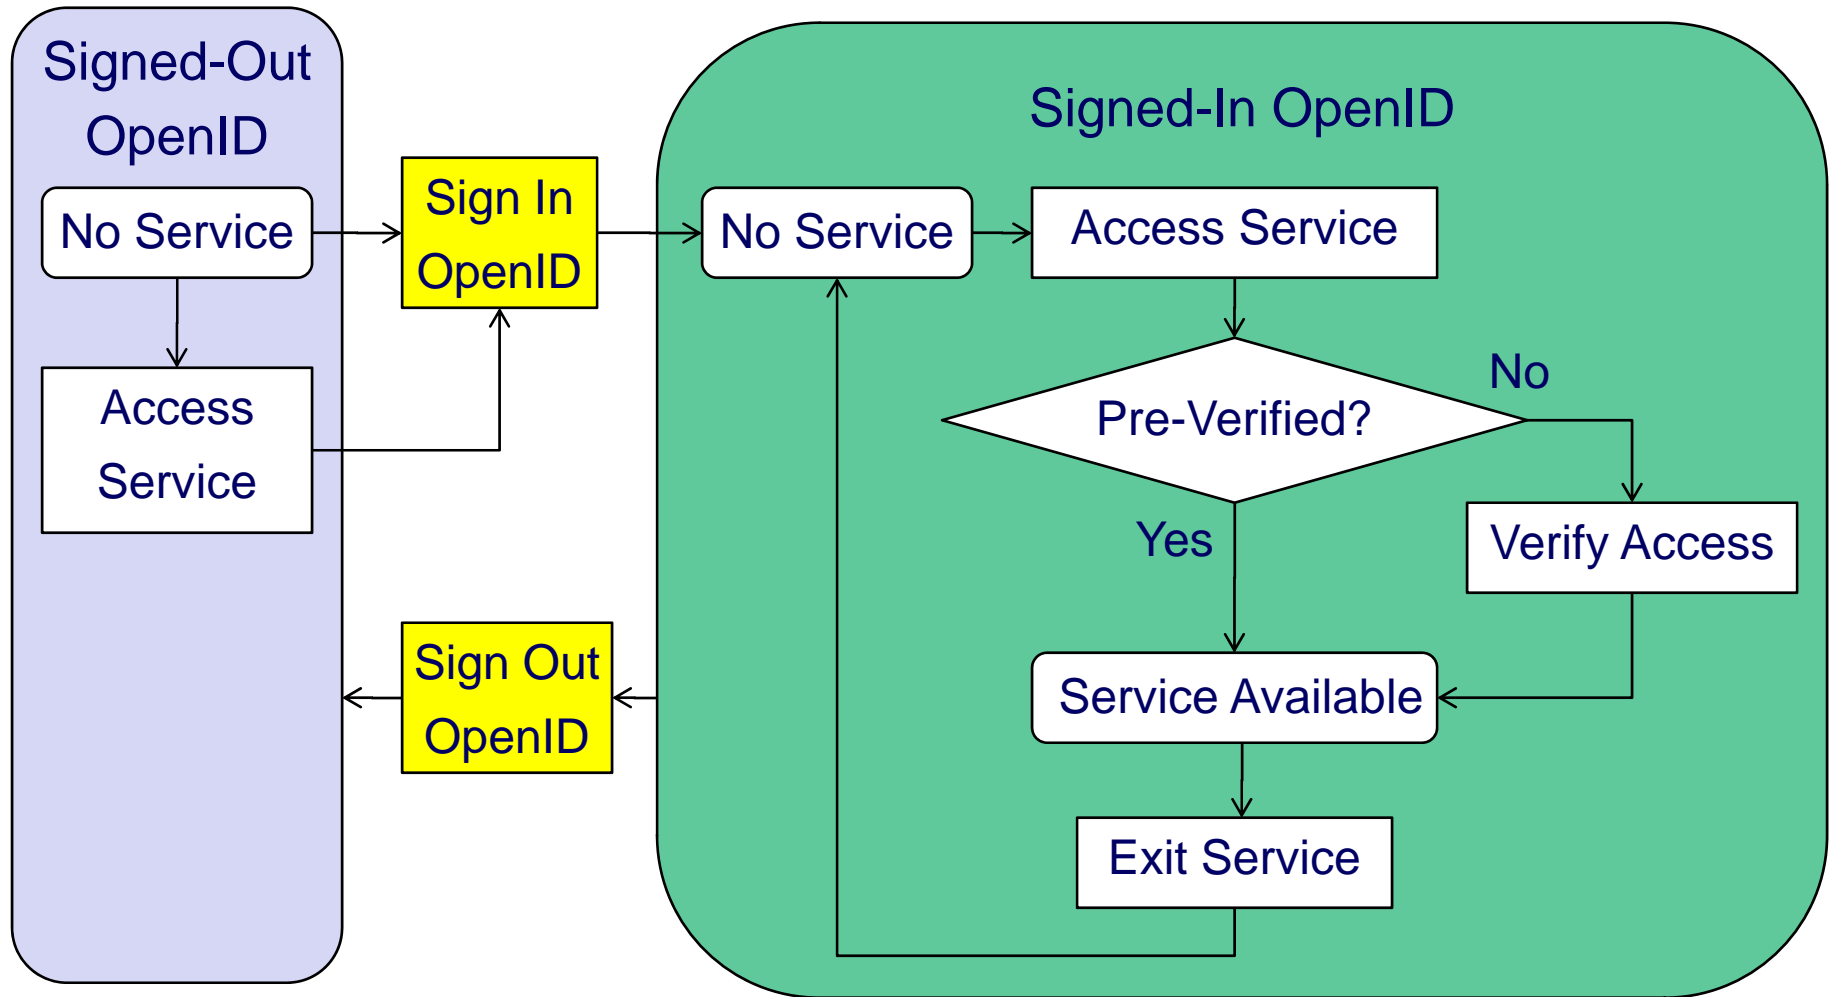 Signed-Out
OpenID
No Service
Access
Service
Sign In
OpenID
Sign Out
OpenID
Signed-In OpenID
No Service
Access Service
Pre-Verified?
No
Yes
Verify Access
Service Available
Exit Service